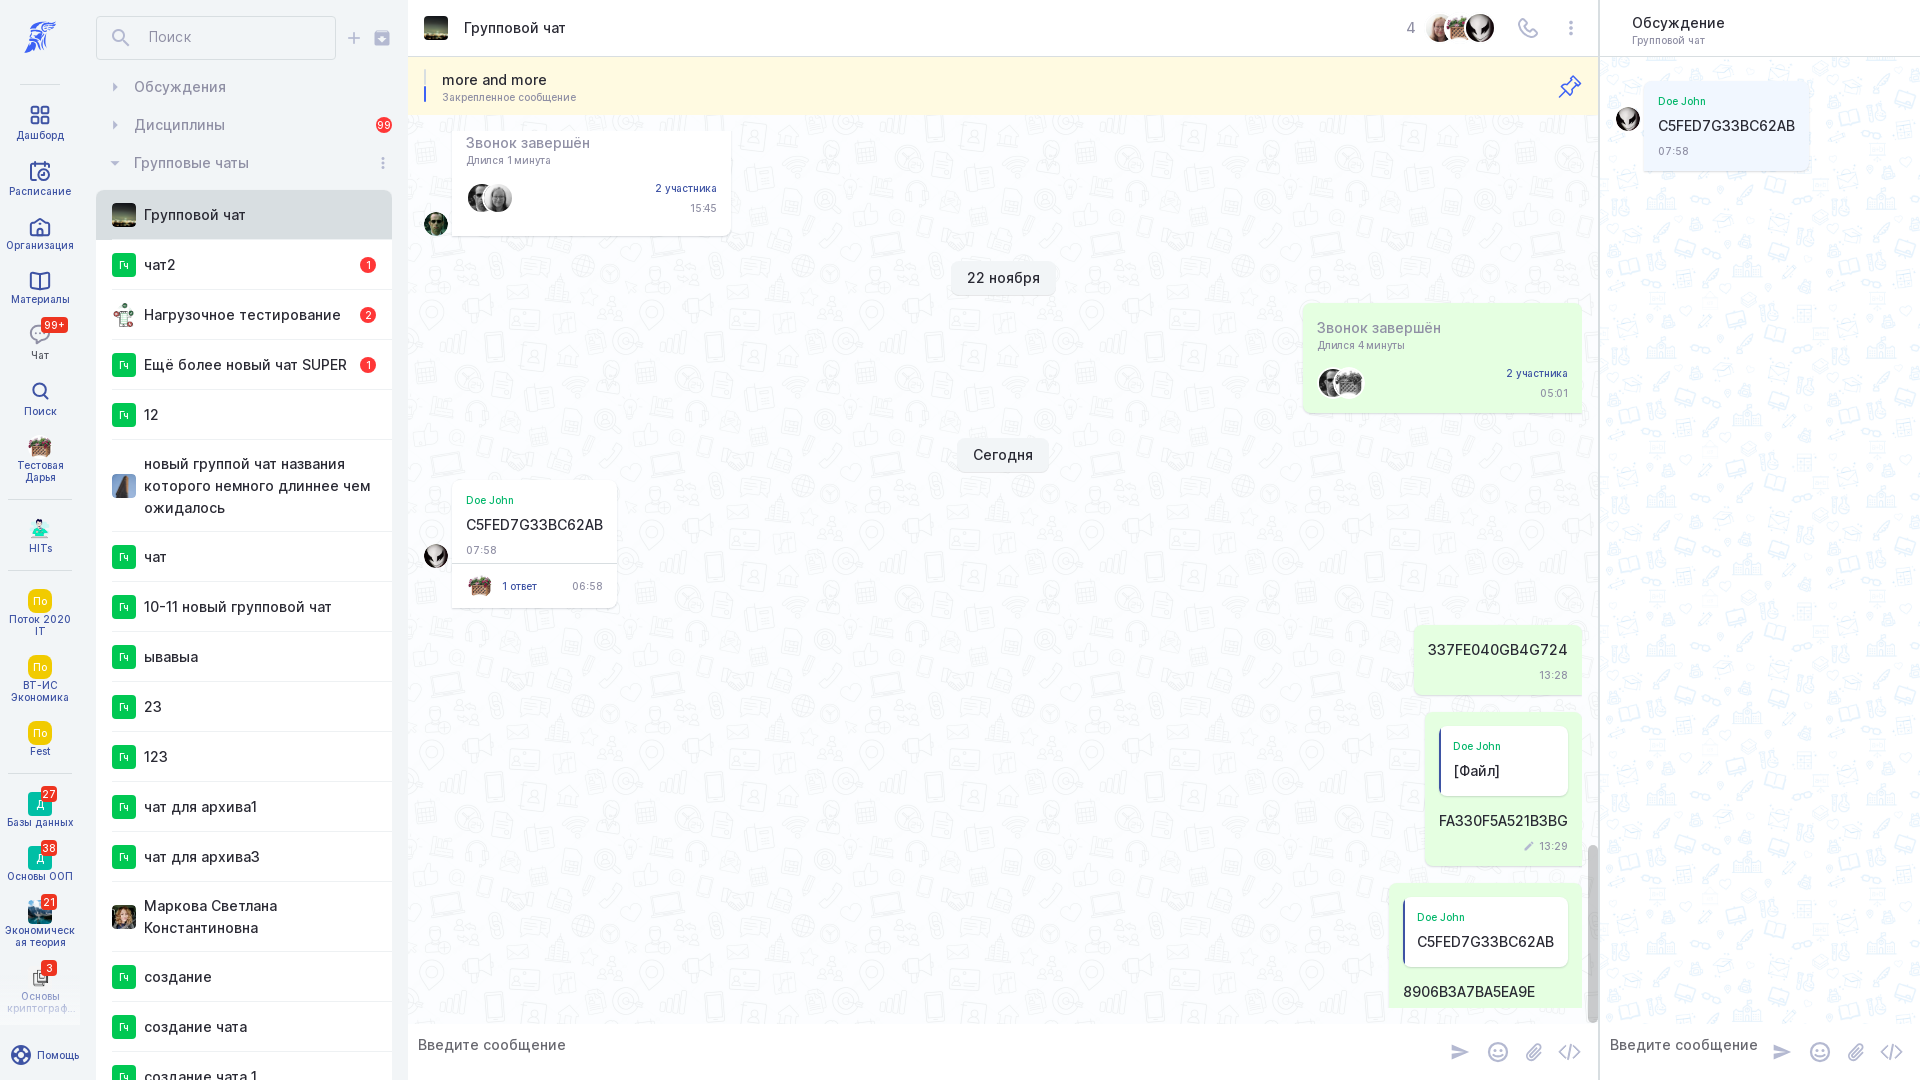 Дашборд
Расписание
Организация
Материалы
99+
Чат
Поиск
Тестовая
Дарья
HITs
По
Поток 2020
IT
По
ВТ-ИС
Экономика
По
Fest
27
Д
Базы данных
38
Д
Основы ООП
21
Экономическ
ая теория
3
Основы
криптограф...
Помощь
Поиск
Обсуждения
Дисциплины
99
Групповые чаты
Групповой чат
Гч
чат2
1
Нагрузочное тестирование
2
Гч
Ещё более новый чат SUPER
1
Гч
12
новый группой чат названия
которого немного длиннее чем
ожидалось
Гч
чат
Гч
10-11 новый групповой чат
Гч
ывавыа
Гч
23
Гч
123
Гч
чат для архива1
Гч
чат для архива3
Маркова Светлана
Константиновна
Гч
создание
Гч
создание чата
Гч
создание чата 1
Групповой чат
4
more and more
Закрепленное сообщение
Звонок завершён
Длился 1 минута
2 участника
15:45
22 ноября
Звонок завершён
Длился 4 минуты
2 участника
05:01
Сегодня
Doe John
C5FED7G33BC62AB
07:58
1 ответ
06:58
337FE040GB4G724
13:28
Doe John
[Файл]
FA330F5A521B3BG
13:29
Doe John
C5FED7G33BC62AB
8906B3A7BA5EA9E
Введите сообщение
Обсуждение
Групповой чат
Doe John
C5FED7G33BC62AB
07:58
Введите сообщение